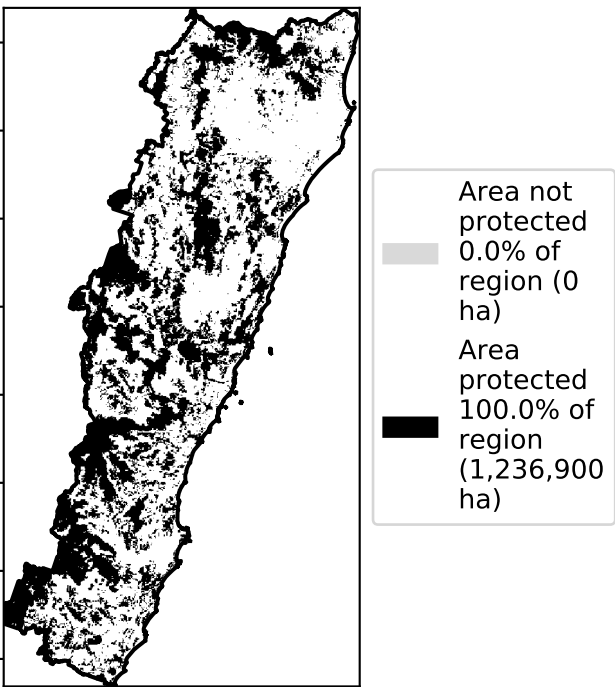 Area not
protected
0.0% of
region (0
ha)
Area
protected
100.0% of
region
(1,236,900
ha)